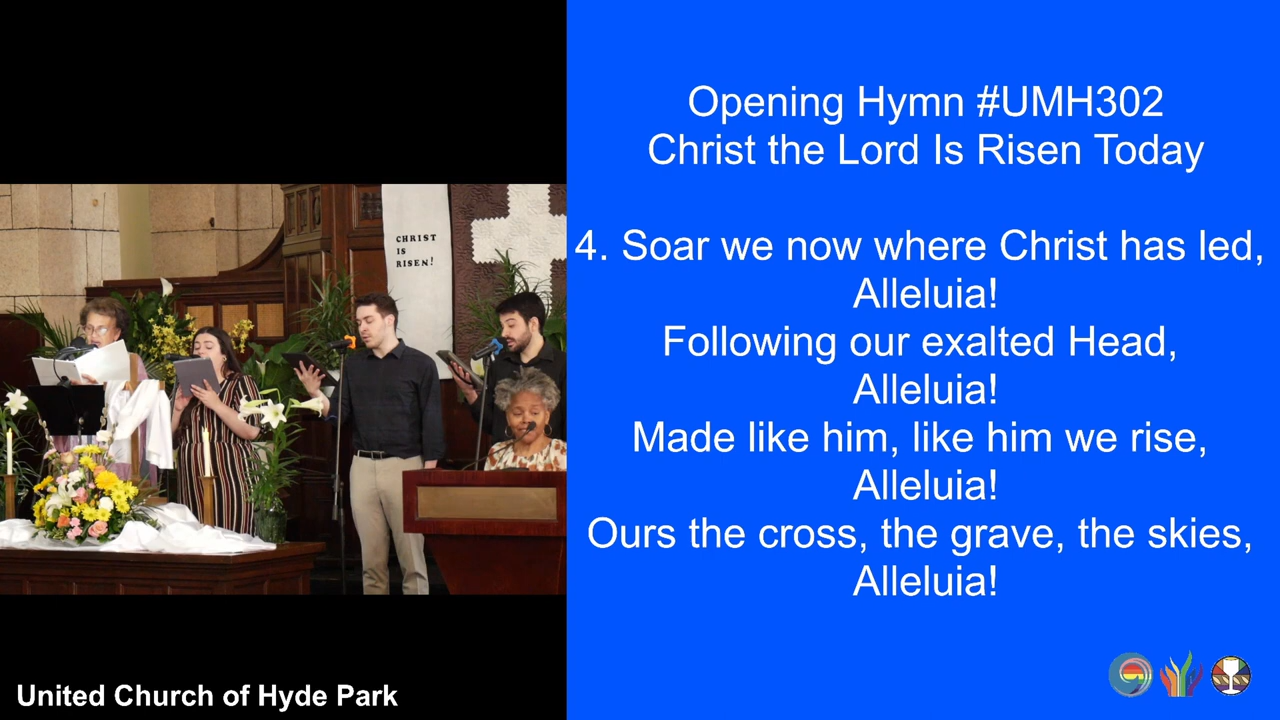 Opening Hymn #UMH302
Christ the Lord Is Risen Today
4. Soar we now where Christ has led,
Alleluia!
Following our exalted Head,
Alleluia!
Made like him, like him we rise,
Alleluia!
Ours the cross, the grave, the skies,
Alleluia!
CHRIST
IS
RISEN!
United Church of Hyde Park